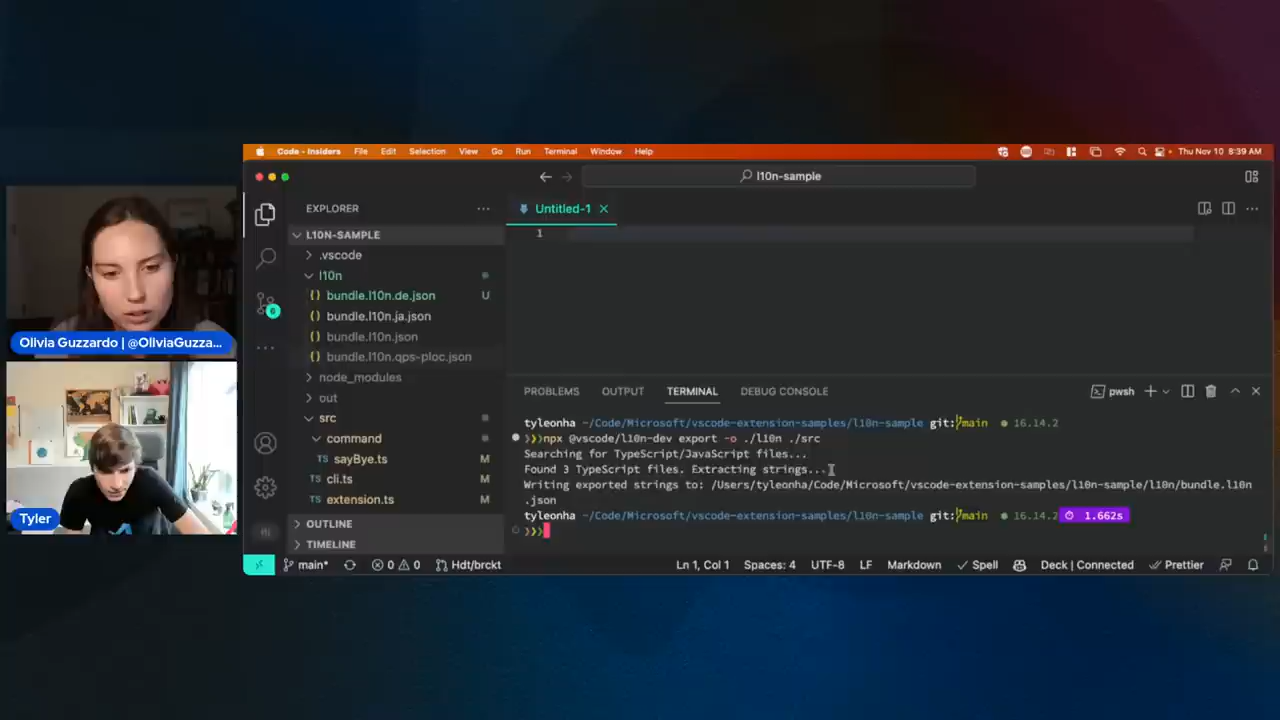 Code - Insiders File Edit Selection View Go Run Terminal Window Help Thu Nov 10 8:39 AM
l10n-sample
EXPLORER
Untitled-1
1
L10N-SAMPLE
.vscode
l10n
bundle.l10n.de.json U
bundle.l10n.ja.json
bundle.l10n.json
bundle.l10n.qps-ploc.json
node_modules
out
src
command
sayBye.ts M
cli.ts M
extension.ts M
OUTLINE
TIMELINE
PROBLEMS OUTPUT TERMINAL DEBUG CONSOLE pwsh
tyleonha ~/Code/Microsoft/vscode-extension-samples/l10n-sample git:main 16.14.2
❯❯❯npx @vscode/l10n-dev export -o ./l10n ./src
Searching for TypeScript/JavaScript files...
Found 3 TypeScript files. Extracting strings...
Writing exported strings to: /Users/tyleonha/Code/Microsoft/vscode-extension-samples/l10n-sample/l10n/bundle.l10n
.json
tyleonha ~/Code/Microsoft/vscode-extension-samples/l10n-sample git:main 16.14.2 1.662s
❯❯❯
main* 0 0 Hdt/brckt Ln 1, Col 1 Spaces: 4 UTF-8 LF Markdown Spell Deck | Connected Prettier
Olivia Guzzardo | @OliviaGuzza...
Tyler